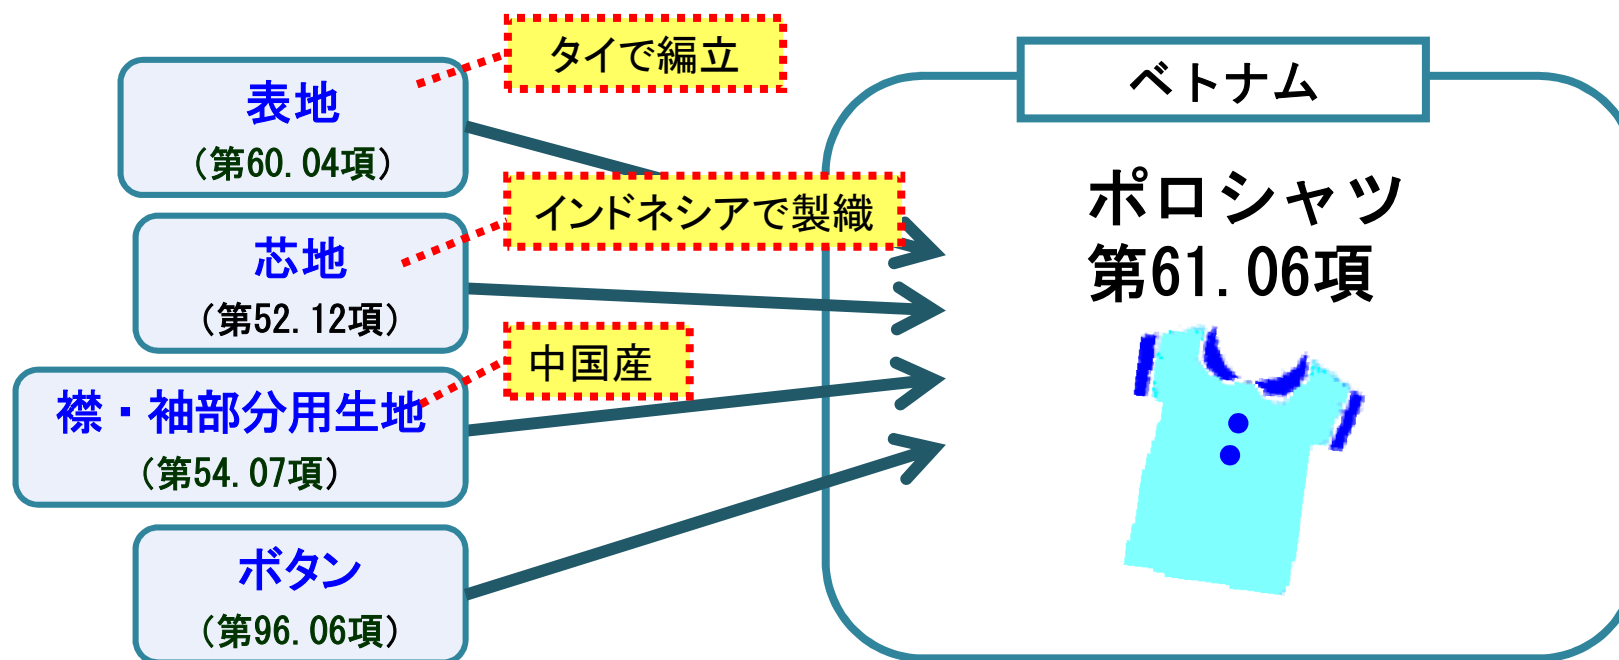 タイで編立
表地
（第60.04項）
インドネシアで製織
芯地
（第52.12項）
中国産
襟・袖部分用生地
（第54.07項）
ボタン
（第96.06項）
ベトナム
ポロシャツ
第61.06項